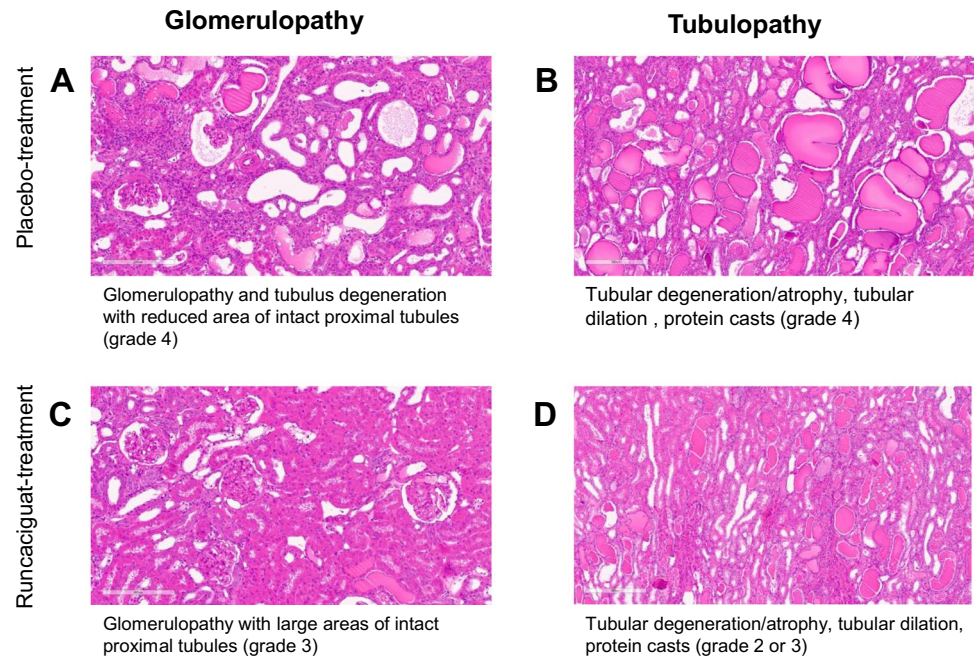 Glomerulopathy
Tubulopathy
Placebo-treatment
A
B
Glomerulopathy and tubulus degeneration
with reduced area of intact proximal tubules
(grade 4)
Tubular degeneration/atrophy, tubular
dilation , protein casts (grade 4)
Runcaciguat-treatment
C
D
Glomerulopathy with large areas of intact
proximal tubules (grade 3)
Tubular degeneration/atrophy, tubular dilation,
protein casts (grade 2 or 3)